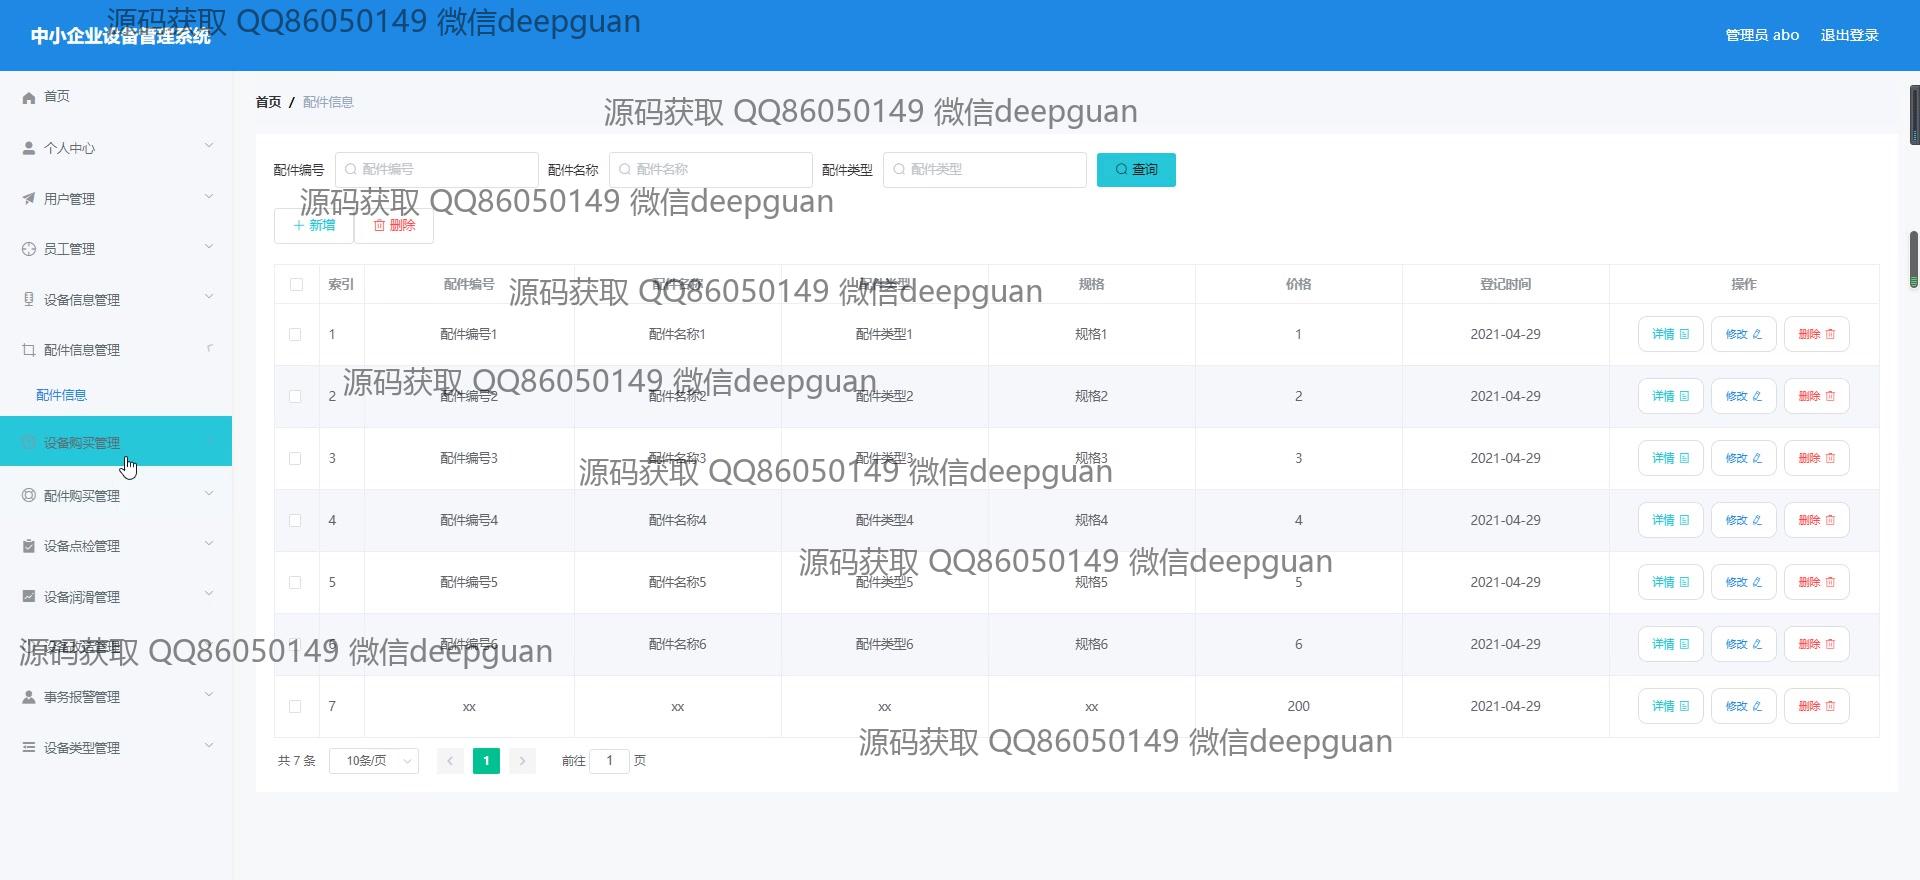 源码获取 QQ86050149 微信deepguan
中小企业设备管理系统
管理员 abo 退出登录
首页
个人中心
用户管理
员工管理
设备信息管理
配件信息管理
配件信息
设备购买管理
配件购买管理
设备点检管理
设备润滑管理
设备改造管理
事务报警管理
设备类型管理
首页 / 配件信息
源码获取 QQ86050149 微信deepguan
配件编号 配件编号 配件名称 配件名称 配件类型 配件类型 查询
源码获取 QQ86050149 微信deepguan
新增 删除
索引 配件编号 配件名称 配件类型 规格 价格 登记时间 操作
源码获取 QQ86050149 微信deepguan
1 配件编号1 配件名称1 配件类型1 规格1 1 2021-04-29 详情 修改 删除
源码获取 QQ86050149 微信deepguan
2 配件编号2 配件名称2 配件类型2 规格2 2 2021-04-29 详情 修改 删除
3 配件编号3 配件名称3 配件类型3 规格3 3 2021-04-29 详情 修改 删除
源码获取 QQ86050149 微信deepguan
4 配件编号4 配件名称4 配件类型4 规格4 4 2021-04-29 详情 修改 删除
源码获取 QQ86050149 微信deepguan
5 配件编号5 配件名称5 配件类型5 规格5 5 2021-04-29 详情 修改 删除
6 配件编号6 配件名称6 配件类型6 规格6 6 2021-04-29 详情 修改 删除
源码获取 QQ86050149 微信deepguan
7 xx xx xx xx 200 2021-04-29 详情 修改 删除
源码获取 QQ86050149 微信deepguan
共 7 条 10条/页 1 前往 1 页